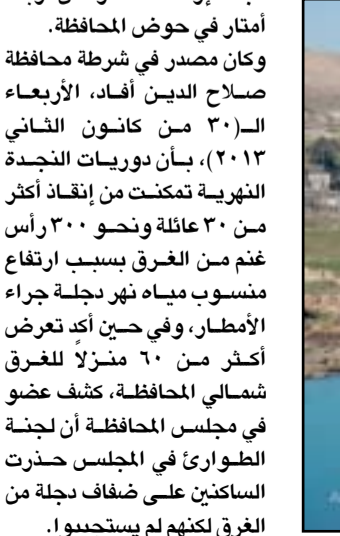 أمتار في حوض المحافظة.
وكان مصدر في شرطة محافظة
صلاح الدين أفاد، الأربعاء
الـ(٣٠ من كانون الثاني
٢٠١٣)، بأن دوريات النجدة
النهرية تمكنت من إنقاذ أكثر
من ٣٠ عائلة ونحو ٣٠٠ رأس
غنم من الغرق بسبب ارتفاع
منسوب مياه نهر دجلة جراء
الأمطار، وفي حين أكد تعرض
أكثر من ٦٠ منزلاً للغرق
شمالي المحافظة، كشف عضو
في مجلس المحافظة أن لجنة
الطوارئ في المجلس حذرت
الساكنين على ضفاف دجلة من
الغرق لكنهم لم يستجيبوا.